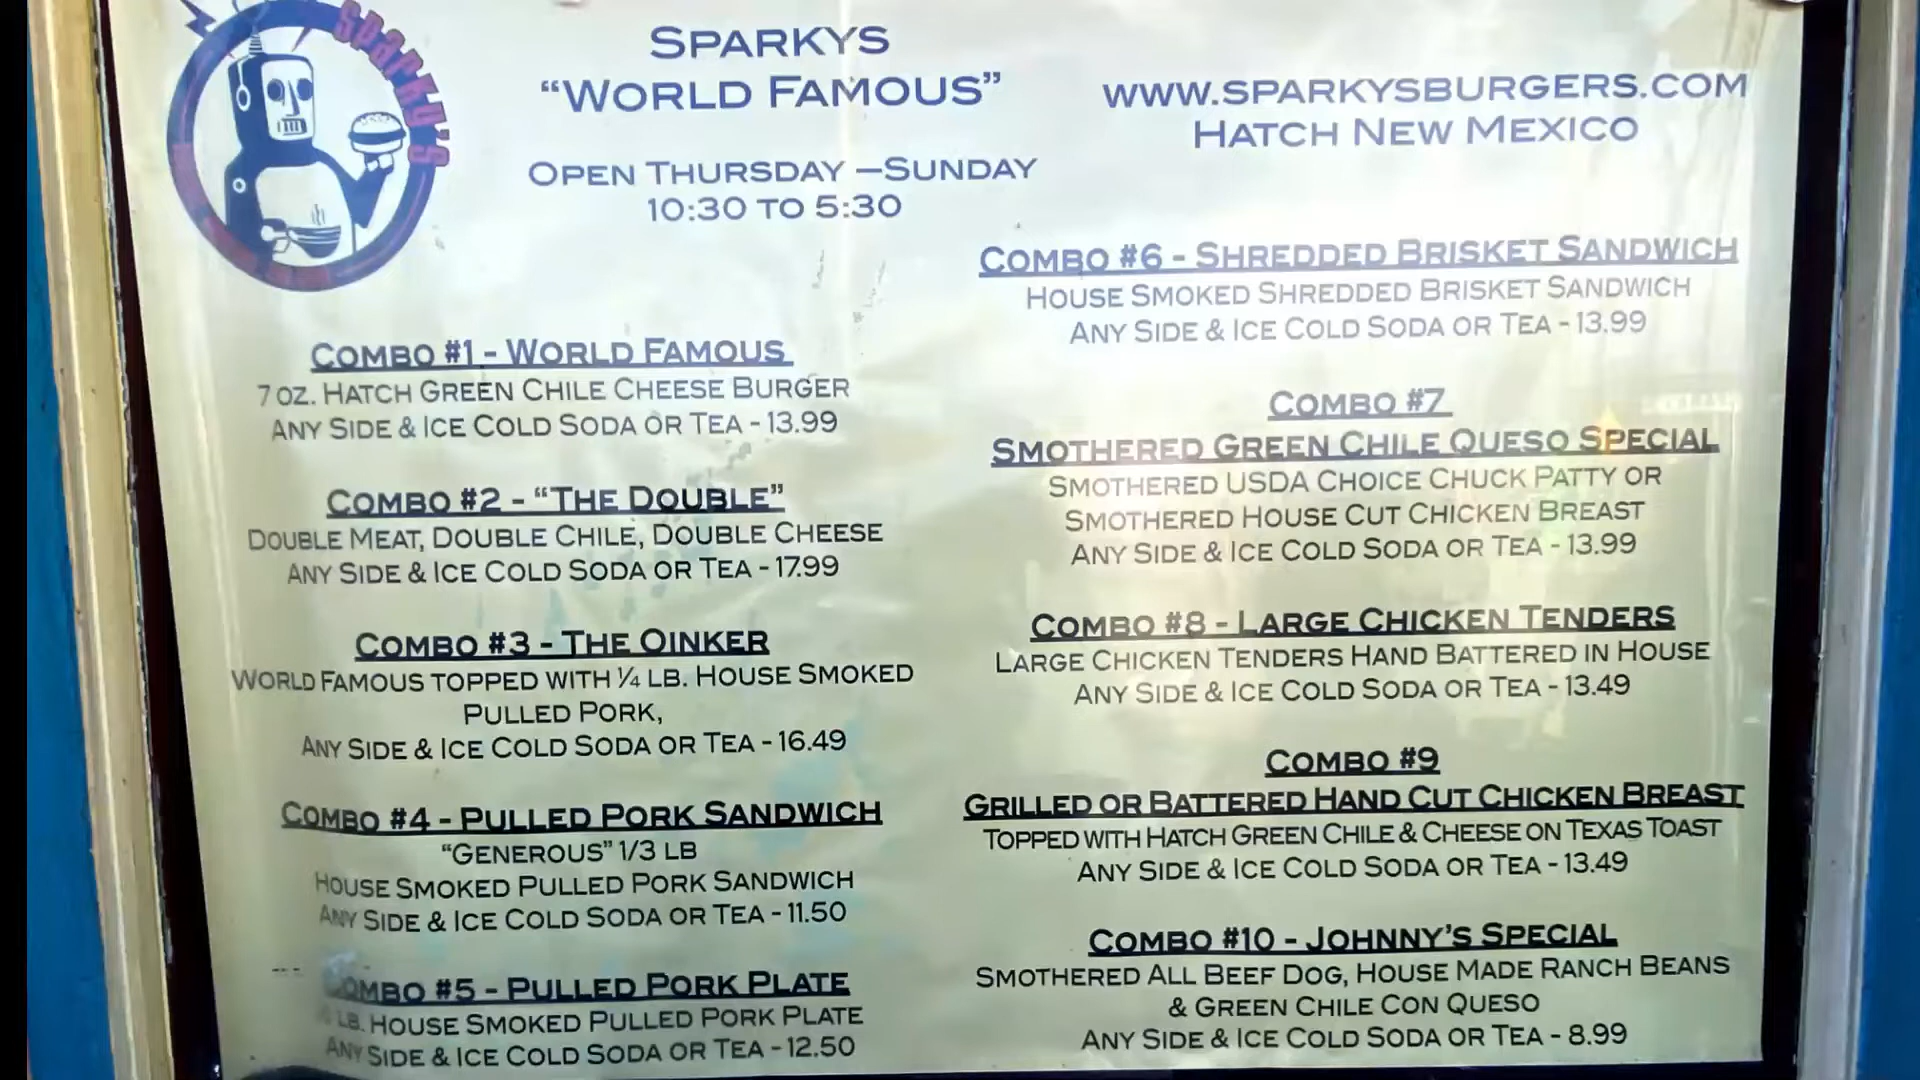 Sparky's
SPARKYS
“WORLD FAMOUS”
OPEN THURSDAY —SUNDAY
10:30 TO 5:30
WWW.SPARKYSBURGERS.COM
HATCH NEW MEXICO
COMBO #1 - WORLD FAMOUS
7 OZ. HATCH GREEN CHILE CHEESE BURGER
ANY SIDE & ICE COLD SODA OR TEA - 13.99
COMBO #2 - “THE DOUBLE”
DOUBLE MEAT, DOUBLE CHILE, DOUBLE CHEESE
ANY SIDE & ICE COLD SODA OR TEA - 17.99
COMBO #3 - THE OINKER
WORLD FAMOUS TOPPED WITH ¼ LB. HOUSE SMOKED
PULLED PORK,
ANY SIDE & ICE COLD SODA OR TEA - 16.49
COMBO #4 - PULLED PORK SANDWICH
“GENEROUS” 1/3 LB
HOUSE SMOKED PULLED PORK SANDWICH
ANY SIDE & ICE COLD SODA OR TEA - 11.50
COMBO #5 - PULLED PORK PLATE
LB. HOUSE SMOKED PULLED PORK PLATE
ANY SIDE & ICE COLD SODA OR TEA - 12.50
COMBO #6 - SHREDDED BRISKET SANDWICH
HOUSE SMOKED SHREDDED BRISKET SANDWICH
ANY SIDE & ICE COLD SODA OR TEA - 13.99
COMBO #7
SMOTHERED GREEN CHILE QUESO SPECIAL
SMOTHERED USDA CHOICE CHUCK PATTY OR
SMOTHERED HOUSE CUT CHICKEN BREAST
ANY SIDE & ICE COLD SODA OR TEA - 13.99
COMBO #8 - LARGE CHICKEN TENDERS
LARGE CHICKEN TENDERS HAND BATTERED IN HOUSE
ANY SIDE & ICE COLD SODA OR TEA - 13.49
COMBO #9
GRILLED OR BATTERED HAND CUT CHICKEN BREAST
TOPPED WITH HATCH GREEN CHILE & CHEESE ON TEXAS TOAST
ANY SIDE & ICE COLD SODA OR TEA - 13.49
COMBO #10 - JOHNNY’S SPECIAL
SMOTHERED ALL BEEF DOG, HOUSE MADE RANCH BEANS
& GREEN CHILE CON QUESO
ANY SIDE & ICE COLD SODA OR TEA - 8.99